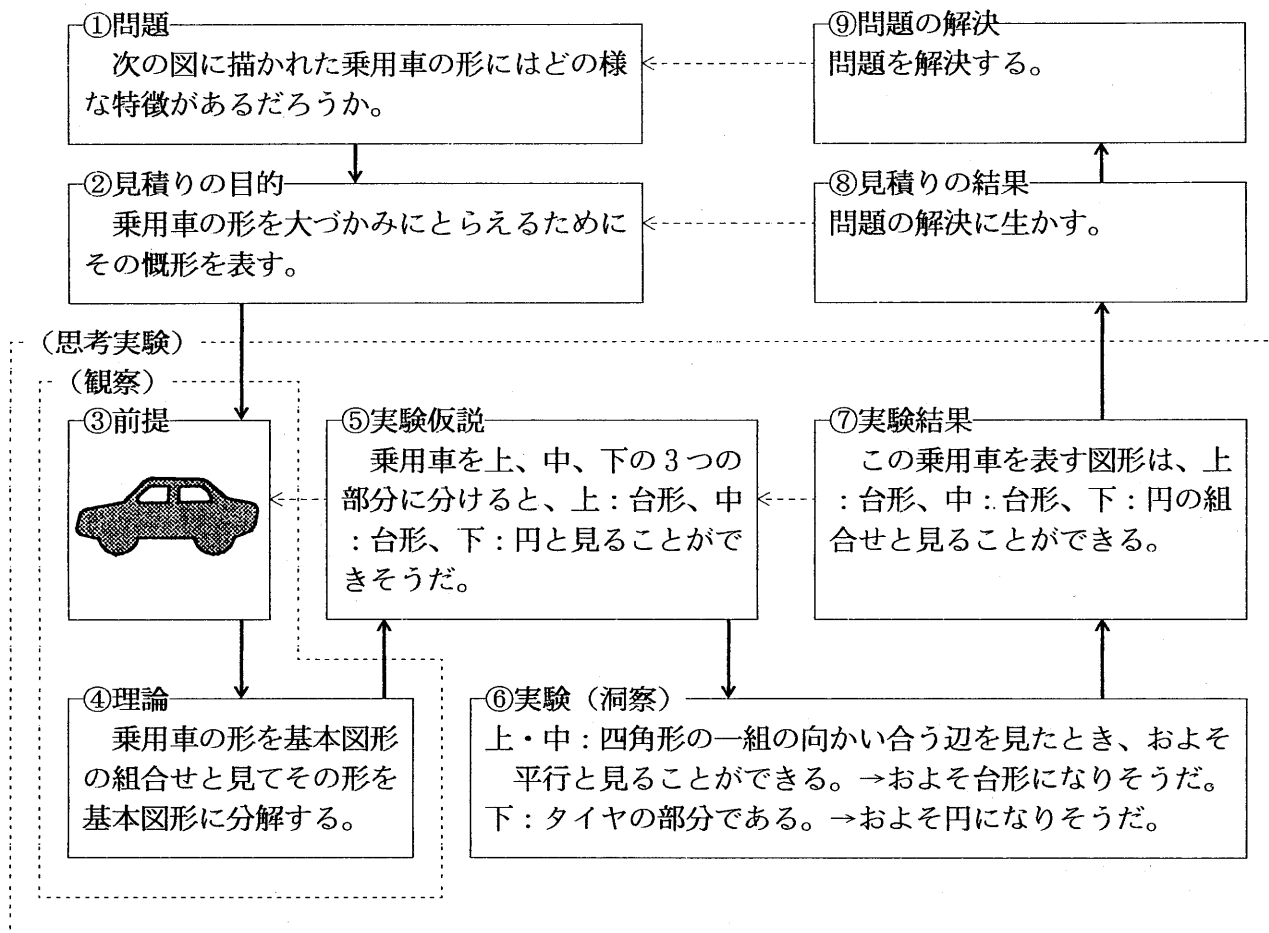 ①問題
次の図に描かれた乗用車の形にはどの様
な特徴があるだろうか。
②見積りの目的
乗用車の形を大づかみにとらえるために
その慨形を表す。
(思考実験)
(観察)
③前提
④理論
乗用車の形を基本図形
の組合せと見てその形を
基本図形に分解する。
⑤実験仮説
乗用車を上、中、下の3つの
部分に分けると、上:台形、中
:台形、下:円と見ることがで
きそうだ。
⑥実験(洞察)
上・中:四角形の一組の向かい合う辺を見たとき、およそ
平行と見ることができる。→およそ台形になりそうだ。
下:タイヤの部分である。→およそ円になりそうだ。
⑦実験結果
この乗用車を表す図形は、上
:台形、中:台形、下:円の組
合せと見ることができる。
⑧見積りの結果
問題の解決に生かす。
⑨問題の解決
問題を解決する。